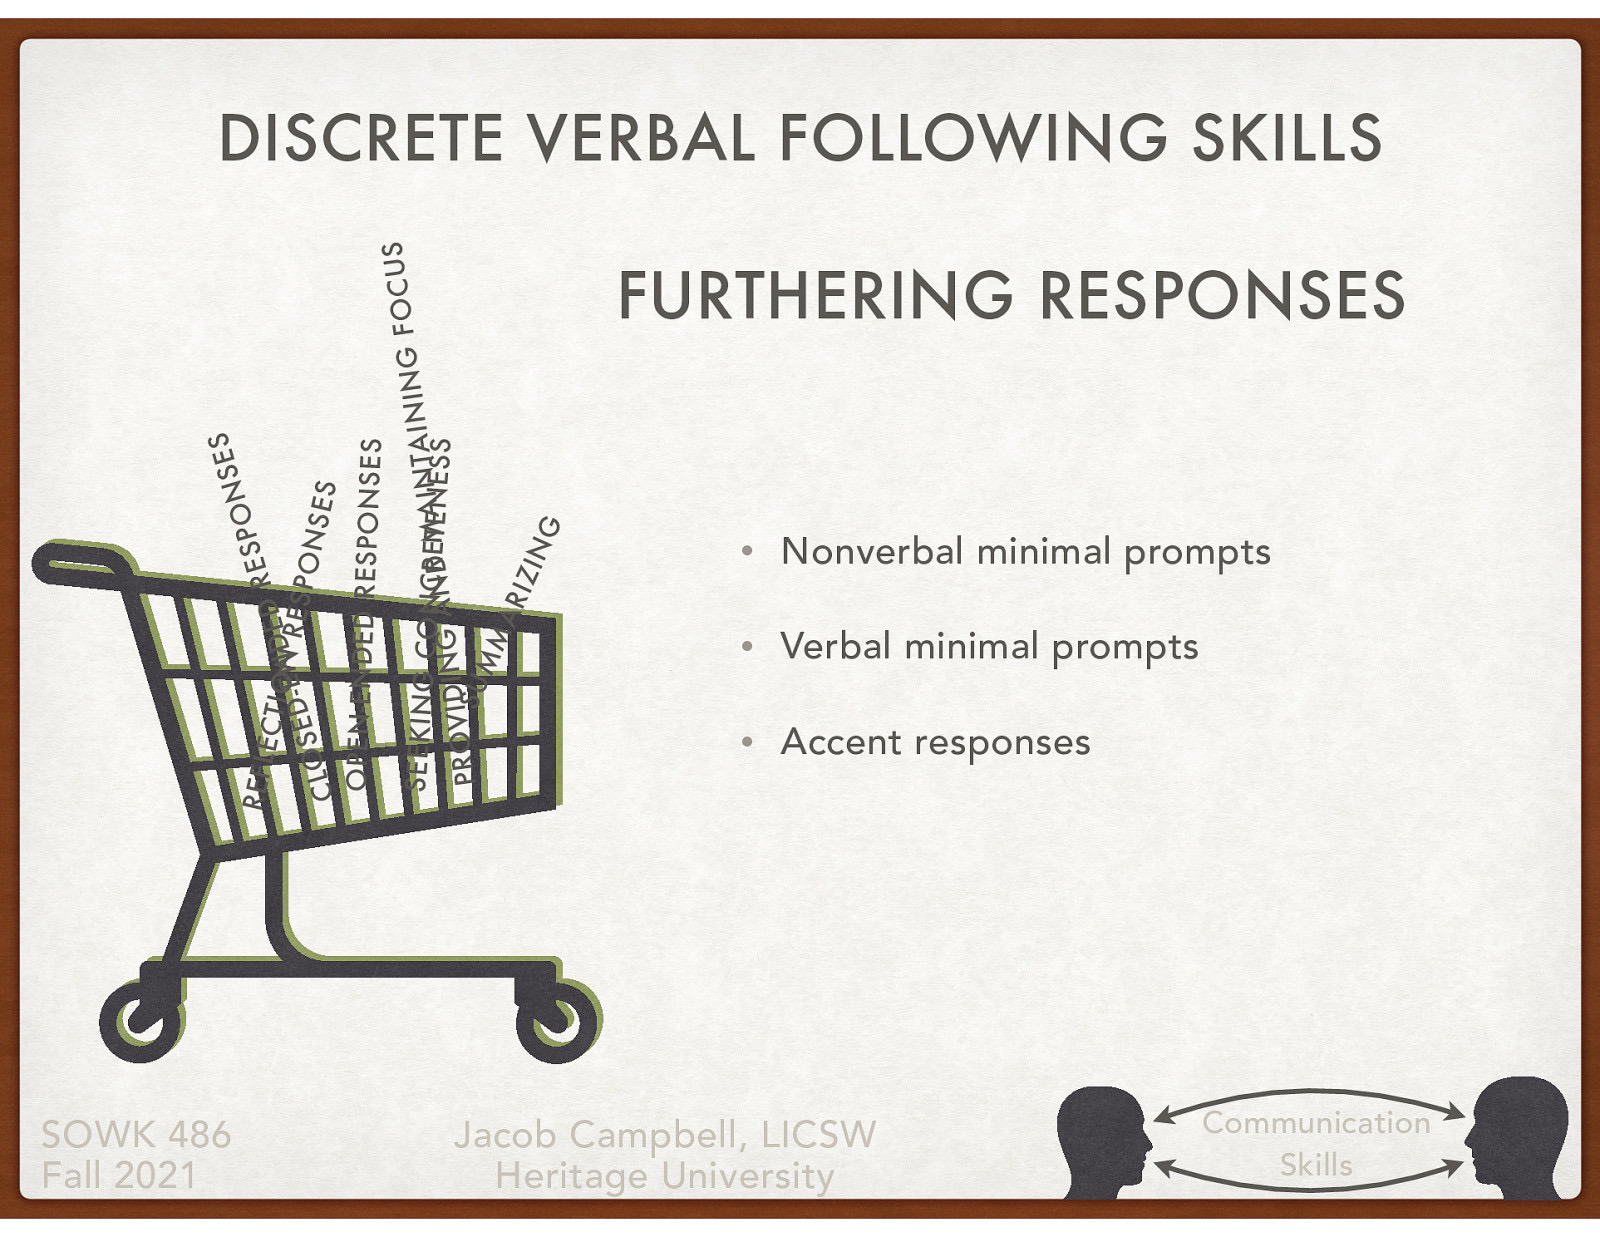 DISCRETE VERBAL FOLLOWING SKILLS
FURTHERING RESPONSES
REFLECTION RESPONSES
CLOSED-ENDED RESPONSES
OPEN-ENDED RESPONSES
SEEKING CONCRETENESS
PROVIDING AND MAINTAINING FOCUS
SUMMARIZING
• Nonverbal minimal prompts
• Verbal minimal prompts
• Accent responses
SOWK 486
Fall 2021
Jacob Campbell, LICSW
Heritage University
Communication
Skills